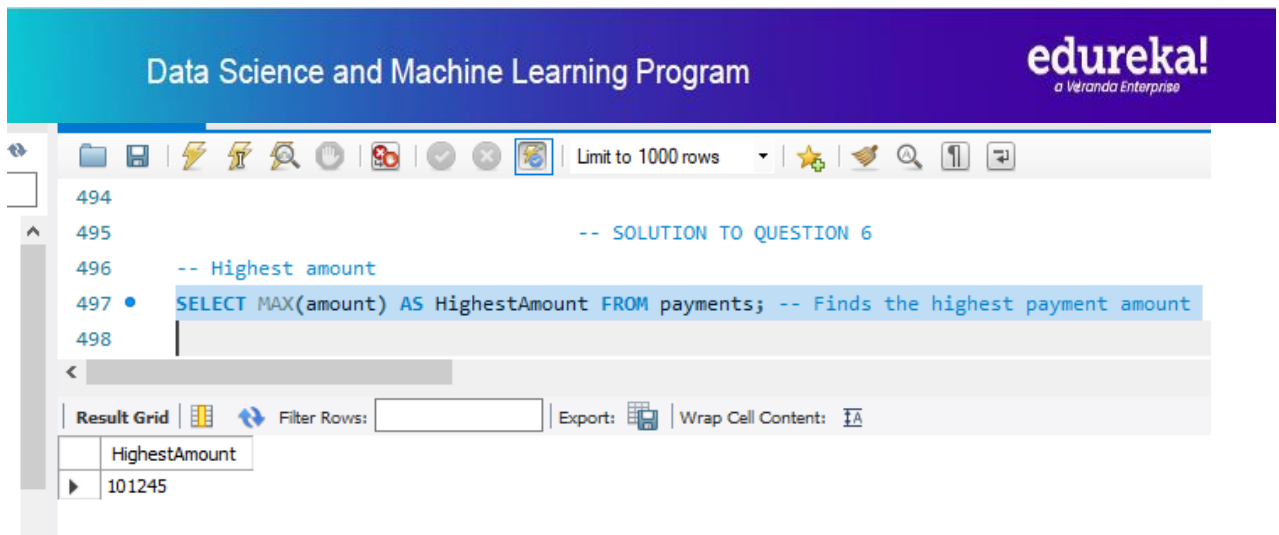 Data Science and Machine Learning Program
edureka!
a Veranda Enterprise
Limit to 1000 rows
494
495 -- SOLUTION TO QUESTION 6
496 -- Highest amount
497 SELECT MAX(amount) AS HighestAmount FROM payments; -- Finds the highest payment amount
498
Result Grid Filter Rows: Export: Wrap Cell Content: IA
HighestAmount
101245